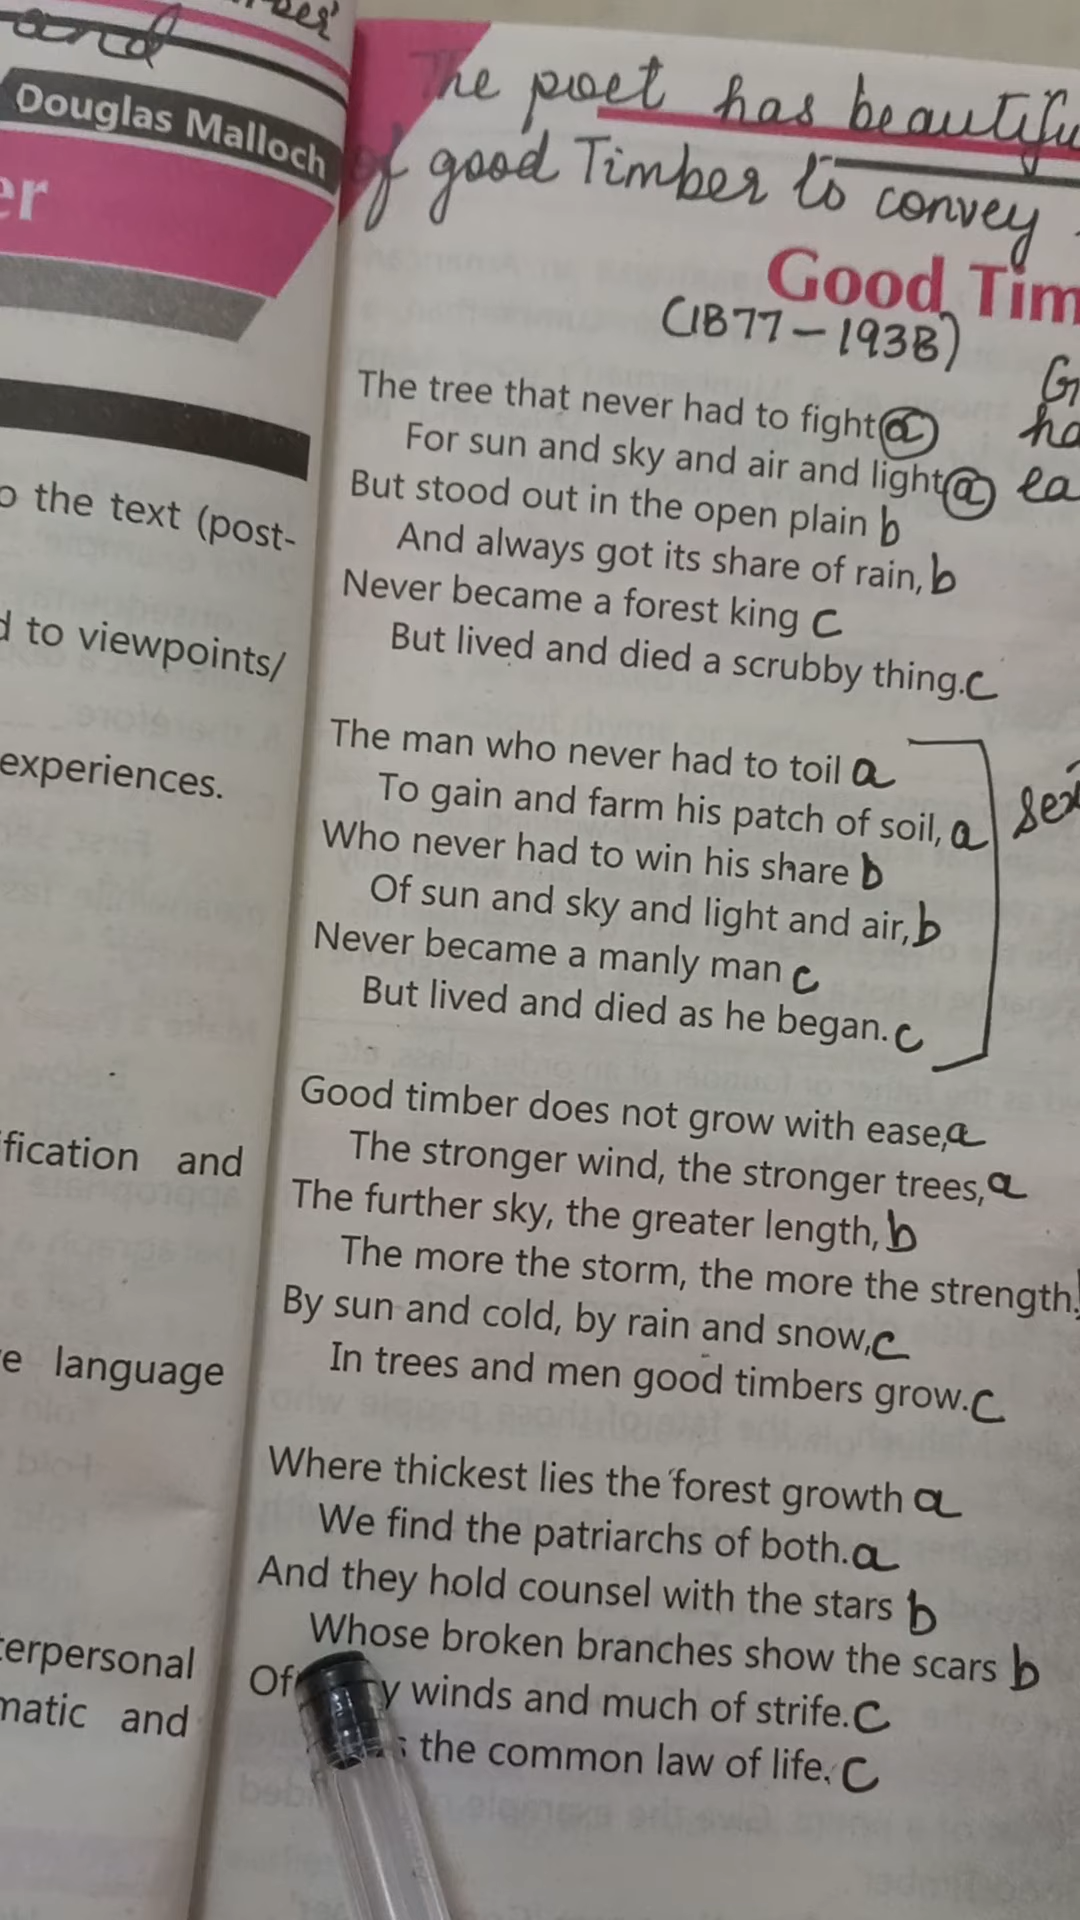 and
Douglas Malloch
er
o the text (post-
d to viewpoints/
experiences.
ification and
e language
terpersonal
matic and
The poet has beautifu
of good Timber to convey
Good Tim
(1877-1938)
The tree that never had to fight a
For sun and sky and air and light a
But stood out in the open plain b
And always got its share of rain, b
Never became a forest king c
But lived and died a scrubby thing. c
The man who never had to toil a
To gain and farm his patch of soil, a
Who never had to win his share b
Of sun and sky and light and air, b
Never became a manly man c
But lived and died as he began. c
Good timber does not grow with ease, a
The stronger wind, the stronger trees, a
The further sky, the greater length, b
The more the storm, the more the strength.
By sun and cold, by rain and snow, c
In trees and men good timbers grow. c
Where thickest lies the forest growth a
We find the patriarchs of both. a
And they hold counsel with the stars b
Whose broken branches show the scars b
Of winds and much of strife. c
the common law of life. c